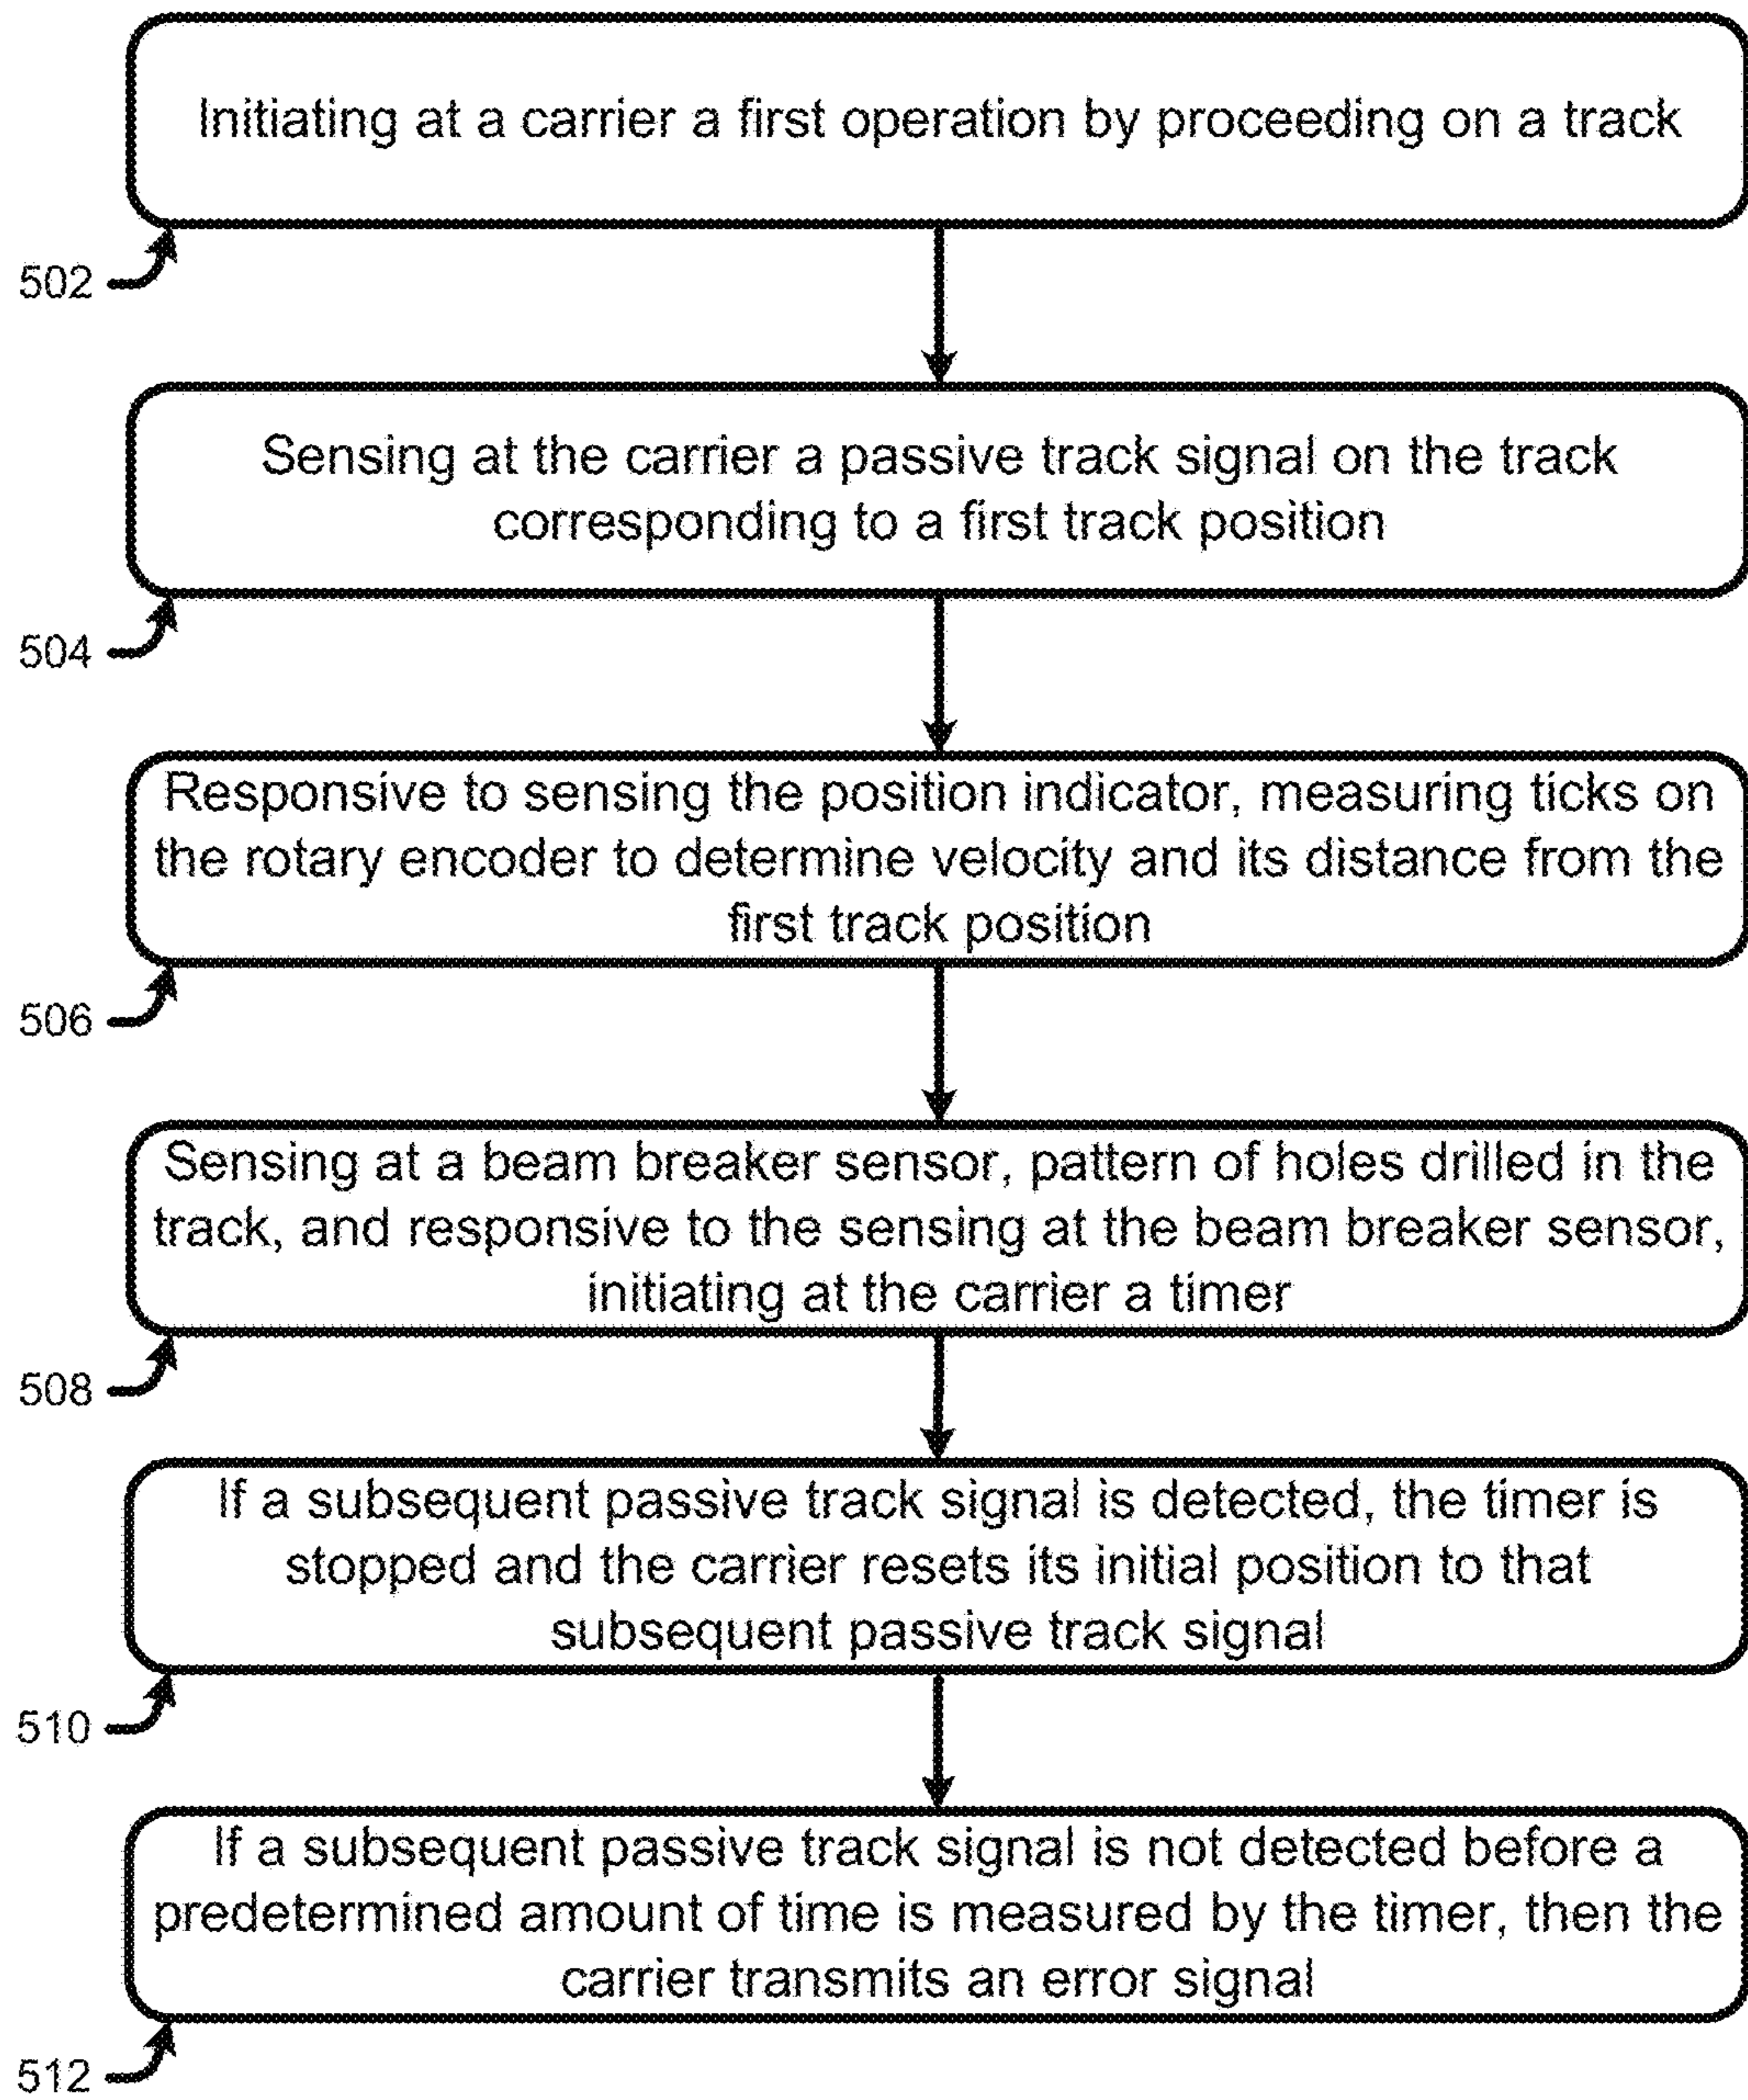 Initiating at a carrier a first operation by proceeding on a track
502
Sensing at the carrier a passive track signal on the track
corresponding to a first track position
504
Responsive to sensing the position indicator, measuring ticks on
the rotary encoder to determine velocity and its distance from the
first track position
506
Sensing at a beam breaker sensor, pattern of holes drilled in the
track, and responsive to the sensing at the beam breaker sensor,
initiating at the carrier a timer
508
If a subsequent passive track signal is detected, the timer is
stopped and the carrier resets its initial position to that
subsequent passive track signal
510
If a subsequent passive track signal is not detected before a
predetermined amount of time is measured by the timer, then the
carrier transmits an error signal
512